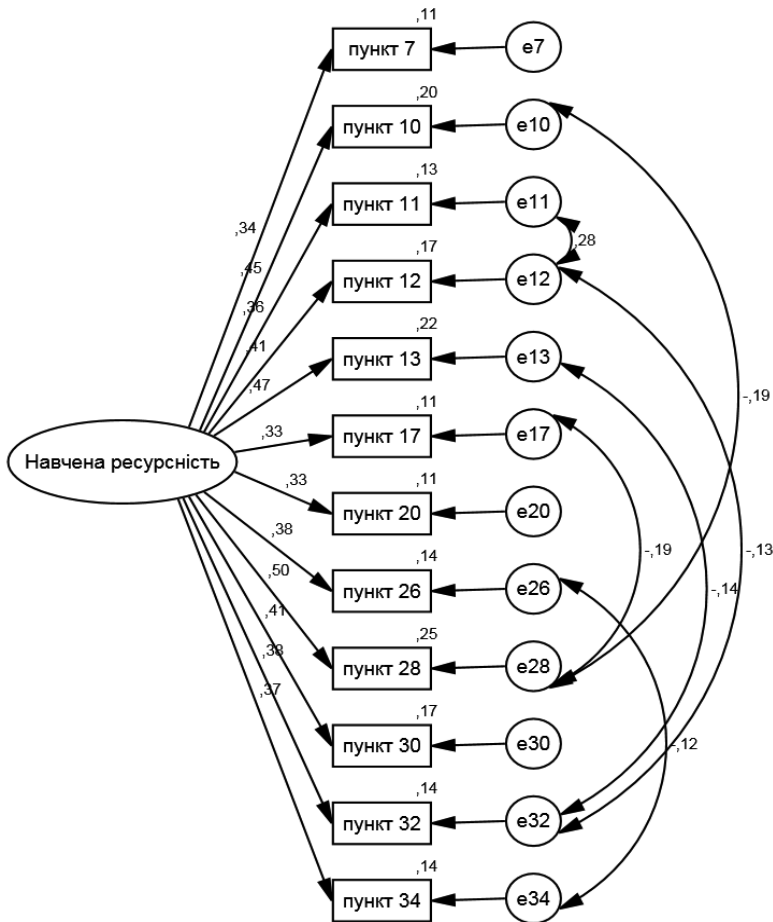 ,11
пункт 7
e7
,20
пункт 10
e10
,13
пункт 11
e11
,34
,28
,17
пункт 12
e12
,45
,36
,22
пункт 13
e13
,41
,47
-,19
,11
пункт 17
e17
,33
Навчена ресурсність
,33
,11
пункт 20
e20
,38
,14
пункт 26
e26
-,19
-,13
,50
-,14
,41
,25
пункт 28
e28
,38
,37
,17
пункт 30
e30
-,12
,14
пункт 32
e32
,14
пункт 34
e34